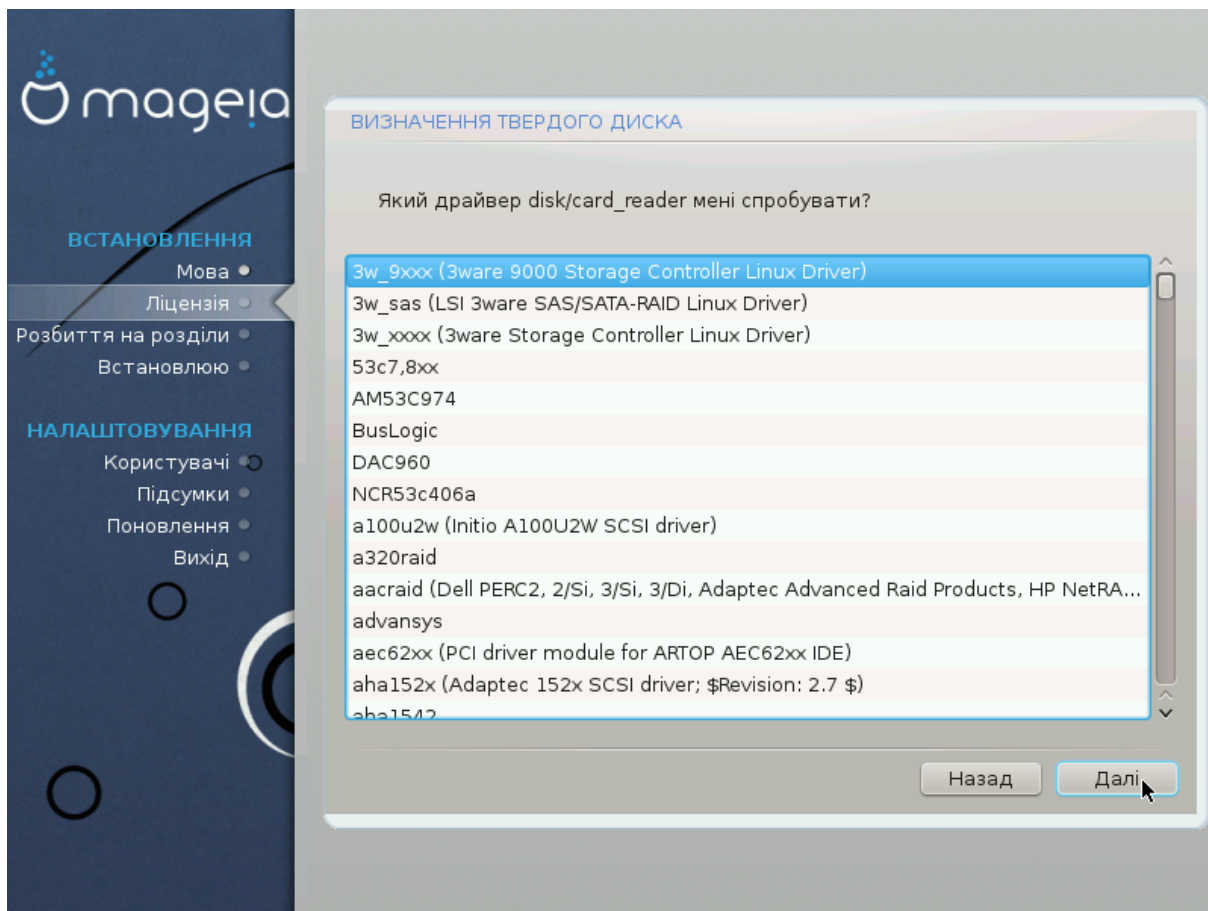 mageia
ВСТАНОВЛЕННЯ
Мова
Ліцензія
Розбиття на розділи
Встановлюю
НАЛАШТОВУВАННЯ
Користувачі
Підсумки
Поновлення
Вихід
ВИЗНАЧЕННЯ ТВЕРДОГО ДИСКА
Який драйвер disk/card_reader мені спробувати?
3w_9xxx (3ware 9000 Storage Controller Linux Driver)
3w_sas (LSI 3ware SAS/SATA-RAID Linux Driver)
3w_xxxx (3ware Storage Controller Linux Driver)
53c7,8xx
AM53C974
BusLogic
DAC960
NCR53c406a
a100u2w (Initio A100U2W SCSI driver)
a320raid
aacraid (Dell PERC2, 2/Si, 3/Si, 3/Di, Adaptec Advanced Raid Products, HP NetRA...
advansys
aec62xx (PCI driver module for ARTOP AEC62xx IDE)
aha152x (Adaptec 152x SCSI driver; $Revision: 2.7 $)
aha1542
Назад
Далі